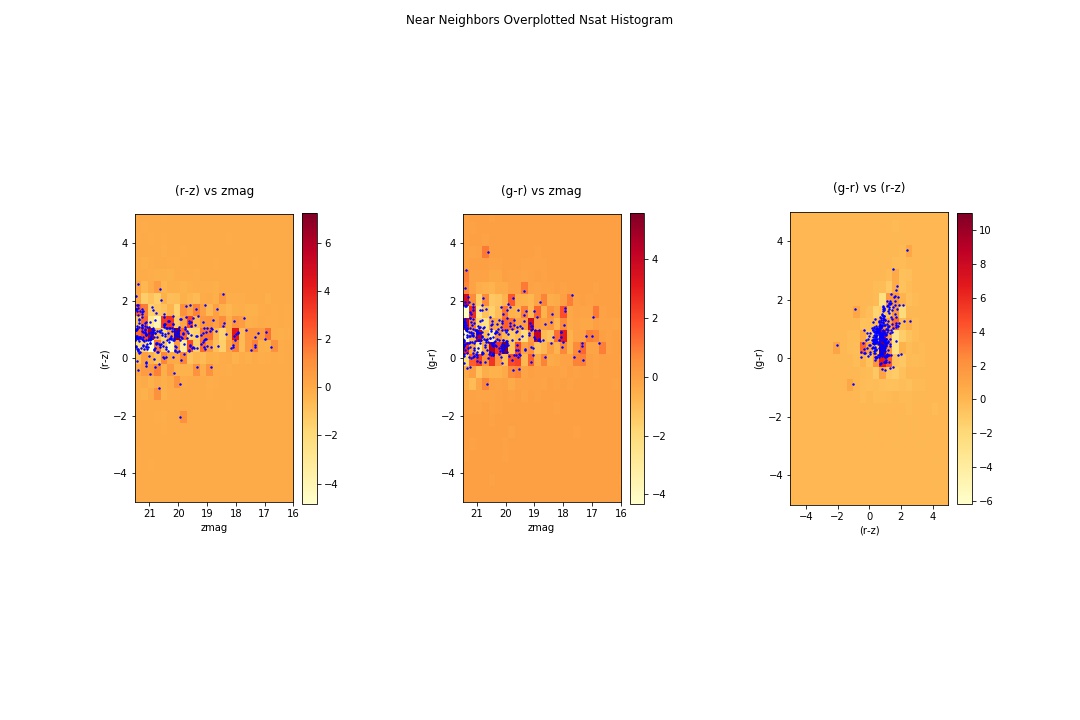 Near Neighbors Overplotted Nsat Histogram
(r-z) vs zmag
(g-r) vs zmag
(g-r) vs (r-z)
4
2
0
−2
−4
(r-z)
21 20 19 18 17 16
zmag
6
4
2
0
−2
−4
4
2
0
−2
−4
(g-r)
21 20 19 18 17 16
zmag
4
2
0
−2
−4
4
2
0
−2
−4
(g-r)
−4 −2 0 2 4
(r-z)
10
8
6
4
2
0
−2
−4
−6